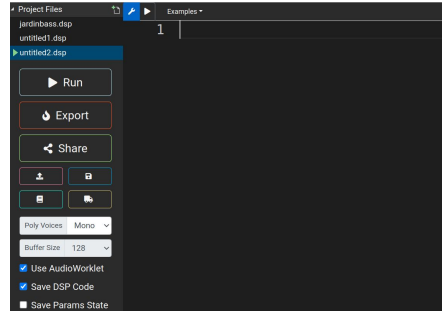 Project Files
Examples
jardinbass.dsp
1
untitled1.dsp
untitled2.dsp
Run
Export
Share
Poly Voices Mono
Buffer Size 128
Use AudioWorklet
Save DSP Code
Save Params State